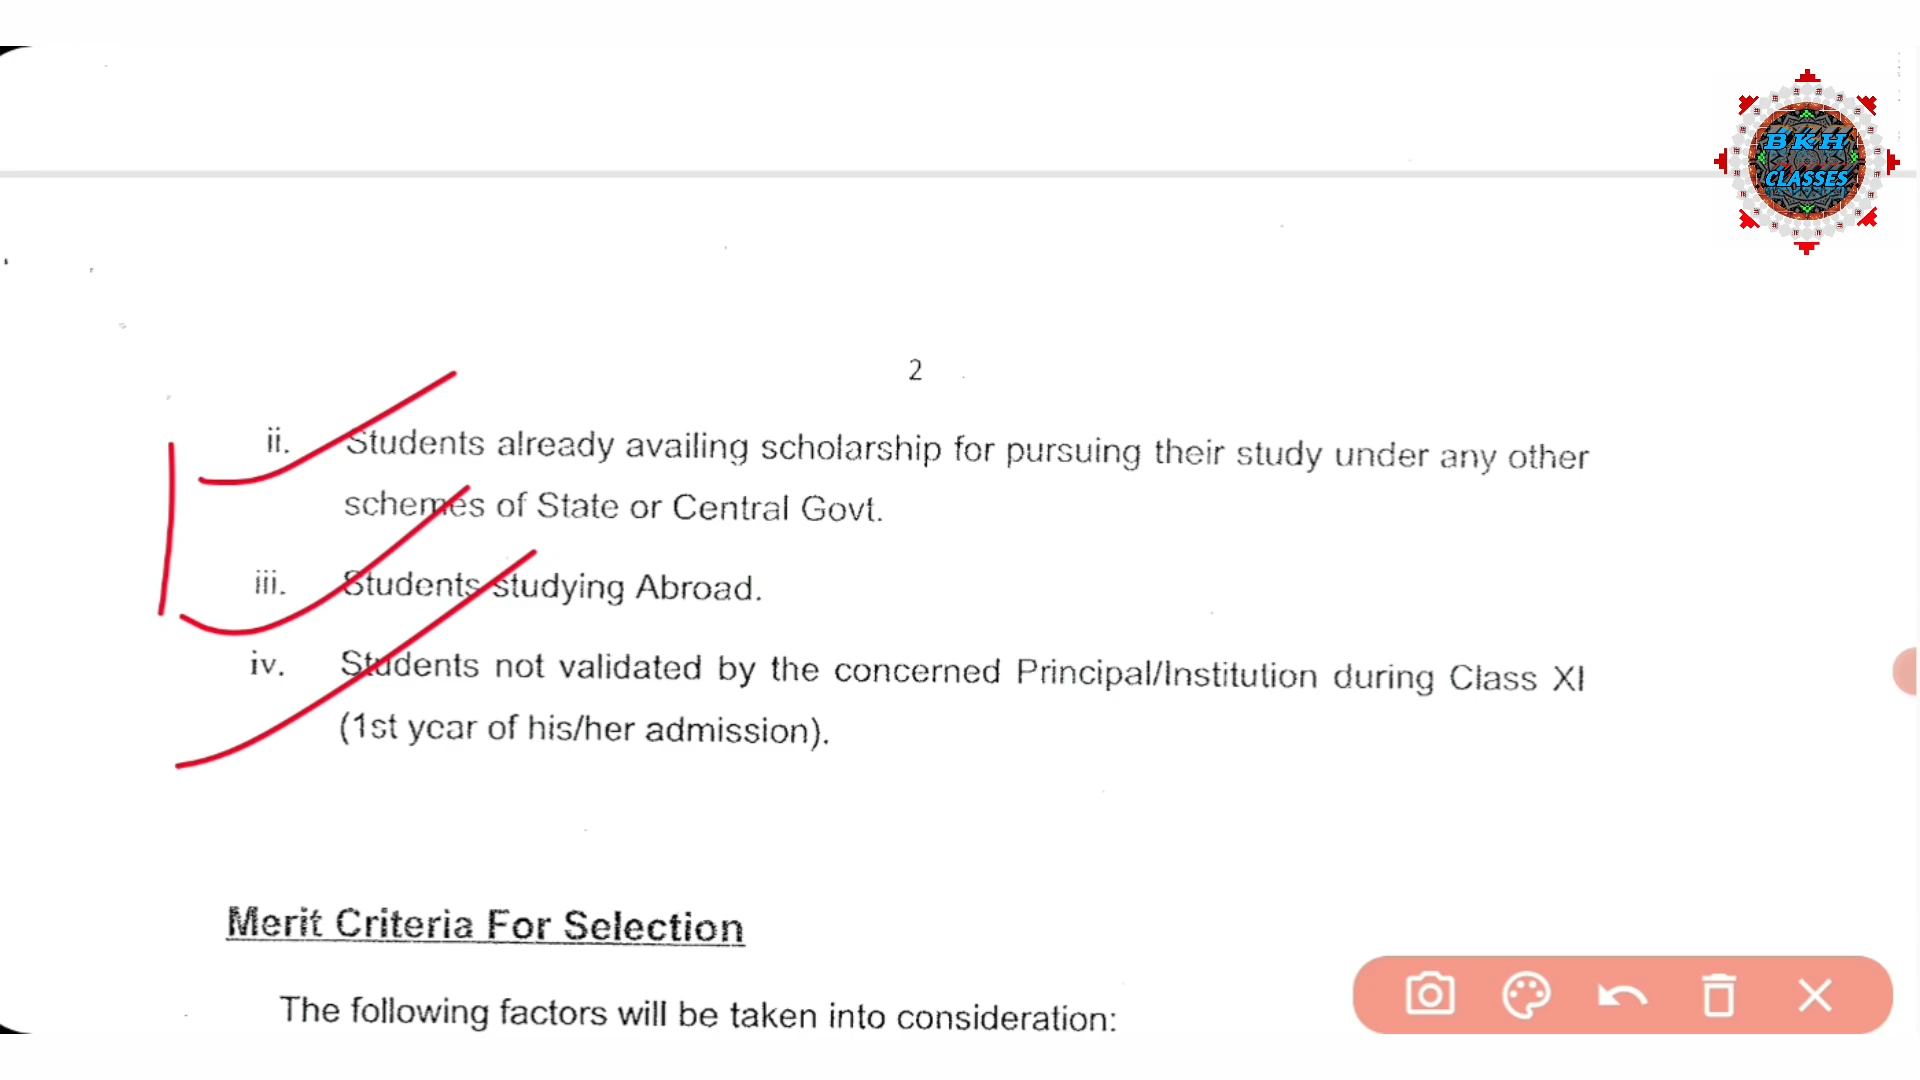 BKH
CLASSES
2
ii. Students already availing scholarship for pursuing their study under any other
schemes of State or Central Govt.
iii. Students studying Abroad.
iv. Students not validated by the concerned Principal/Institution during Class XI
(1st year of his/her admission).
Merit Criteria For Selection
The following factors will be taken into consideration: